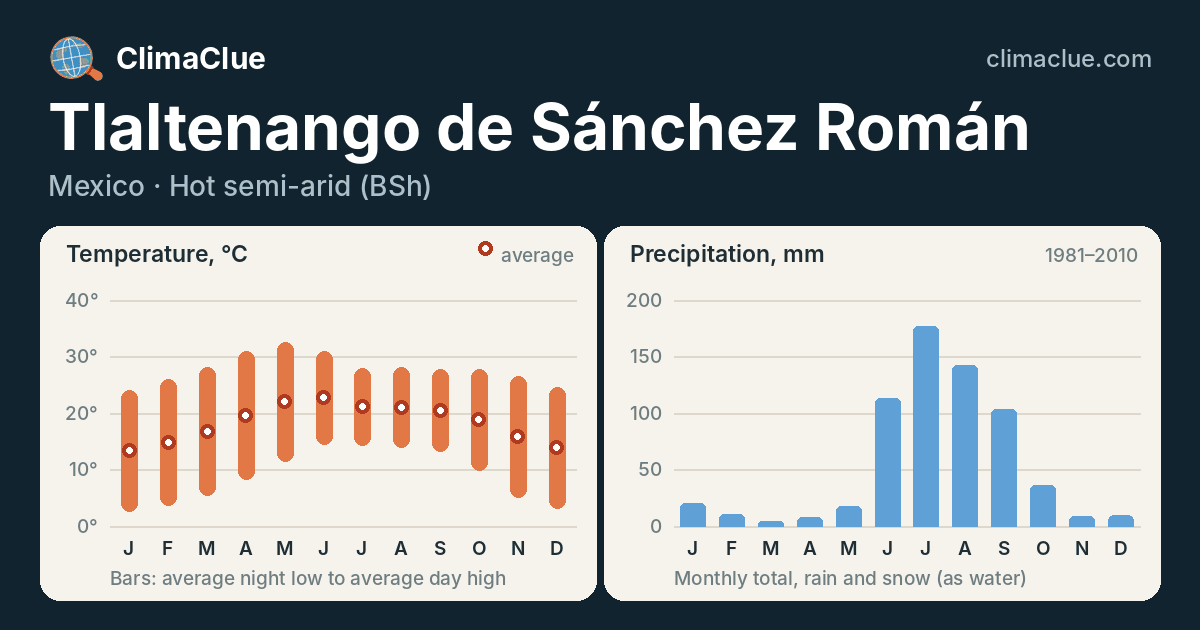 ClimaClue
climaclue.com
Tlaltenango de Sánchez Román
Mexico · Hot semi-arid (BSh)
Temperature, °C
average
40°
30°
20°
10°
0°
J F M A M J J A S O N D
Bars: average night low to average day high
Precipitation, mm
1981–2010
200
150
100
50
0
J F M A M J J A S O N D
Monthly total, rain and snow (as water)